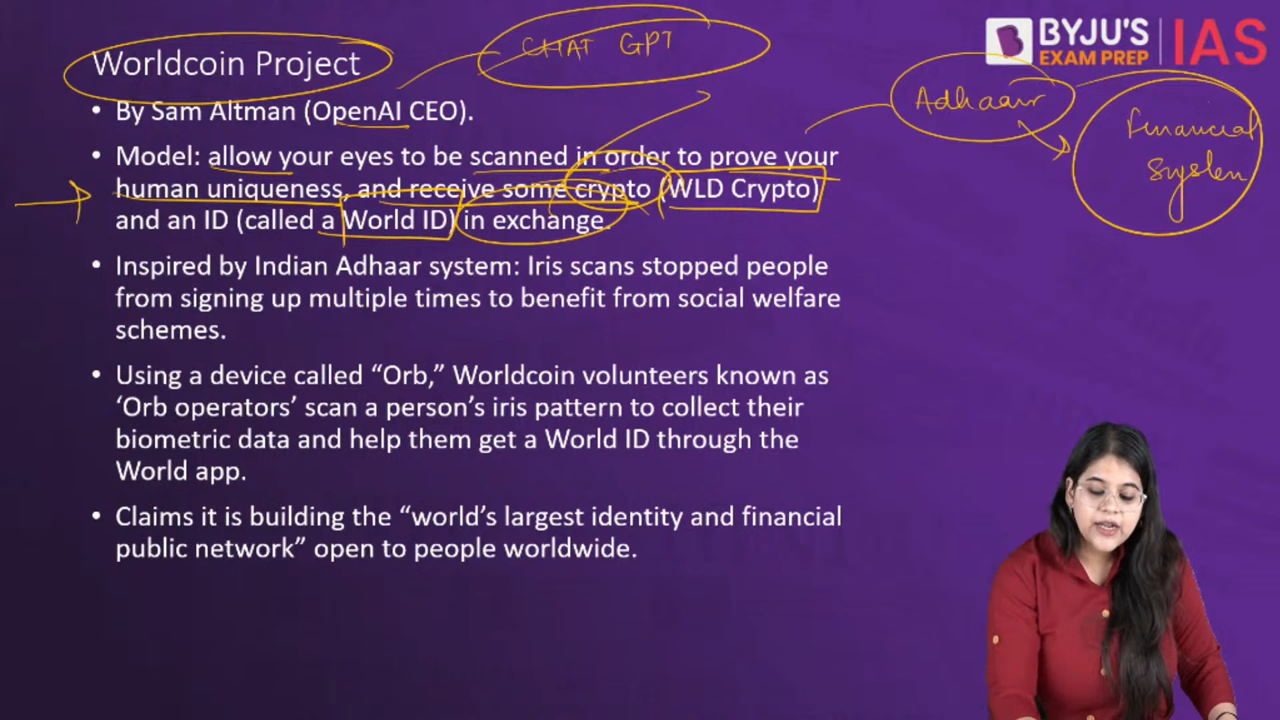 Worldcoin Project
CHAT GPT
BYJU'S
EXAM PREP
IAS
• By Sam Altman (OpenAI CEO).
Adhaar
Financial
System
• Model: allow your eyes to be scanned in order to prove your
human uniqueness, and receive some crypto (WLD Crypto)
and an ID (called a World ID) in exchange.
• Inspired by Indian Adhaar system: Iris scans stopped people
from signing up multiple times to benefit from social welfare
schemes.
• Using a device called “Orb,” Worldcoin volunteers known as
‘Orb operators’ scan a person’s iris pattern to collect their
biometric data and help them get a World ID through the
World app.
• Claims it is building the “world’s largest identity and financial
public network” open to people worldwide.